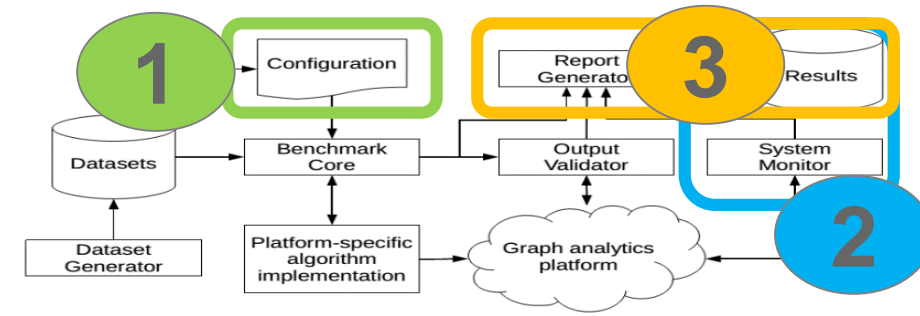 1
Configuration
Report
Generato
3
Results
Datasets
Benchmark
Core
Output
Validator
System
Monitor
2
Dataset
Generator
Platform-specific
algorithm
implementation
Graph analytics
platform